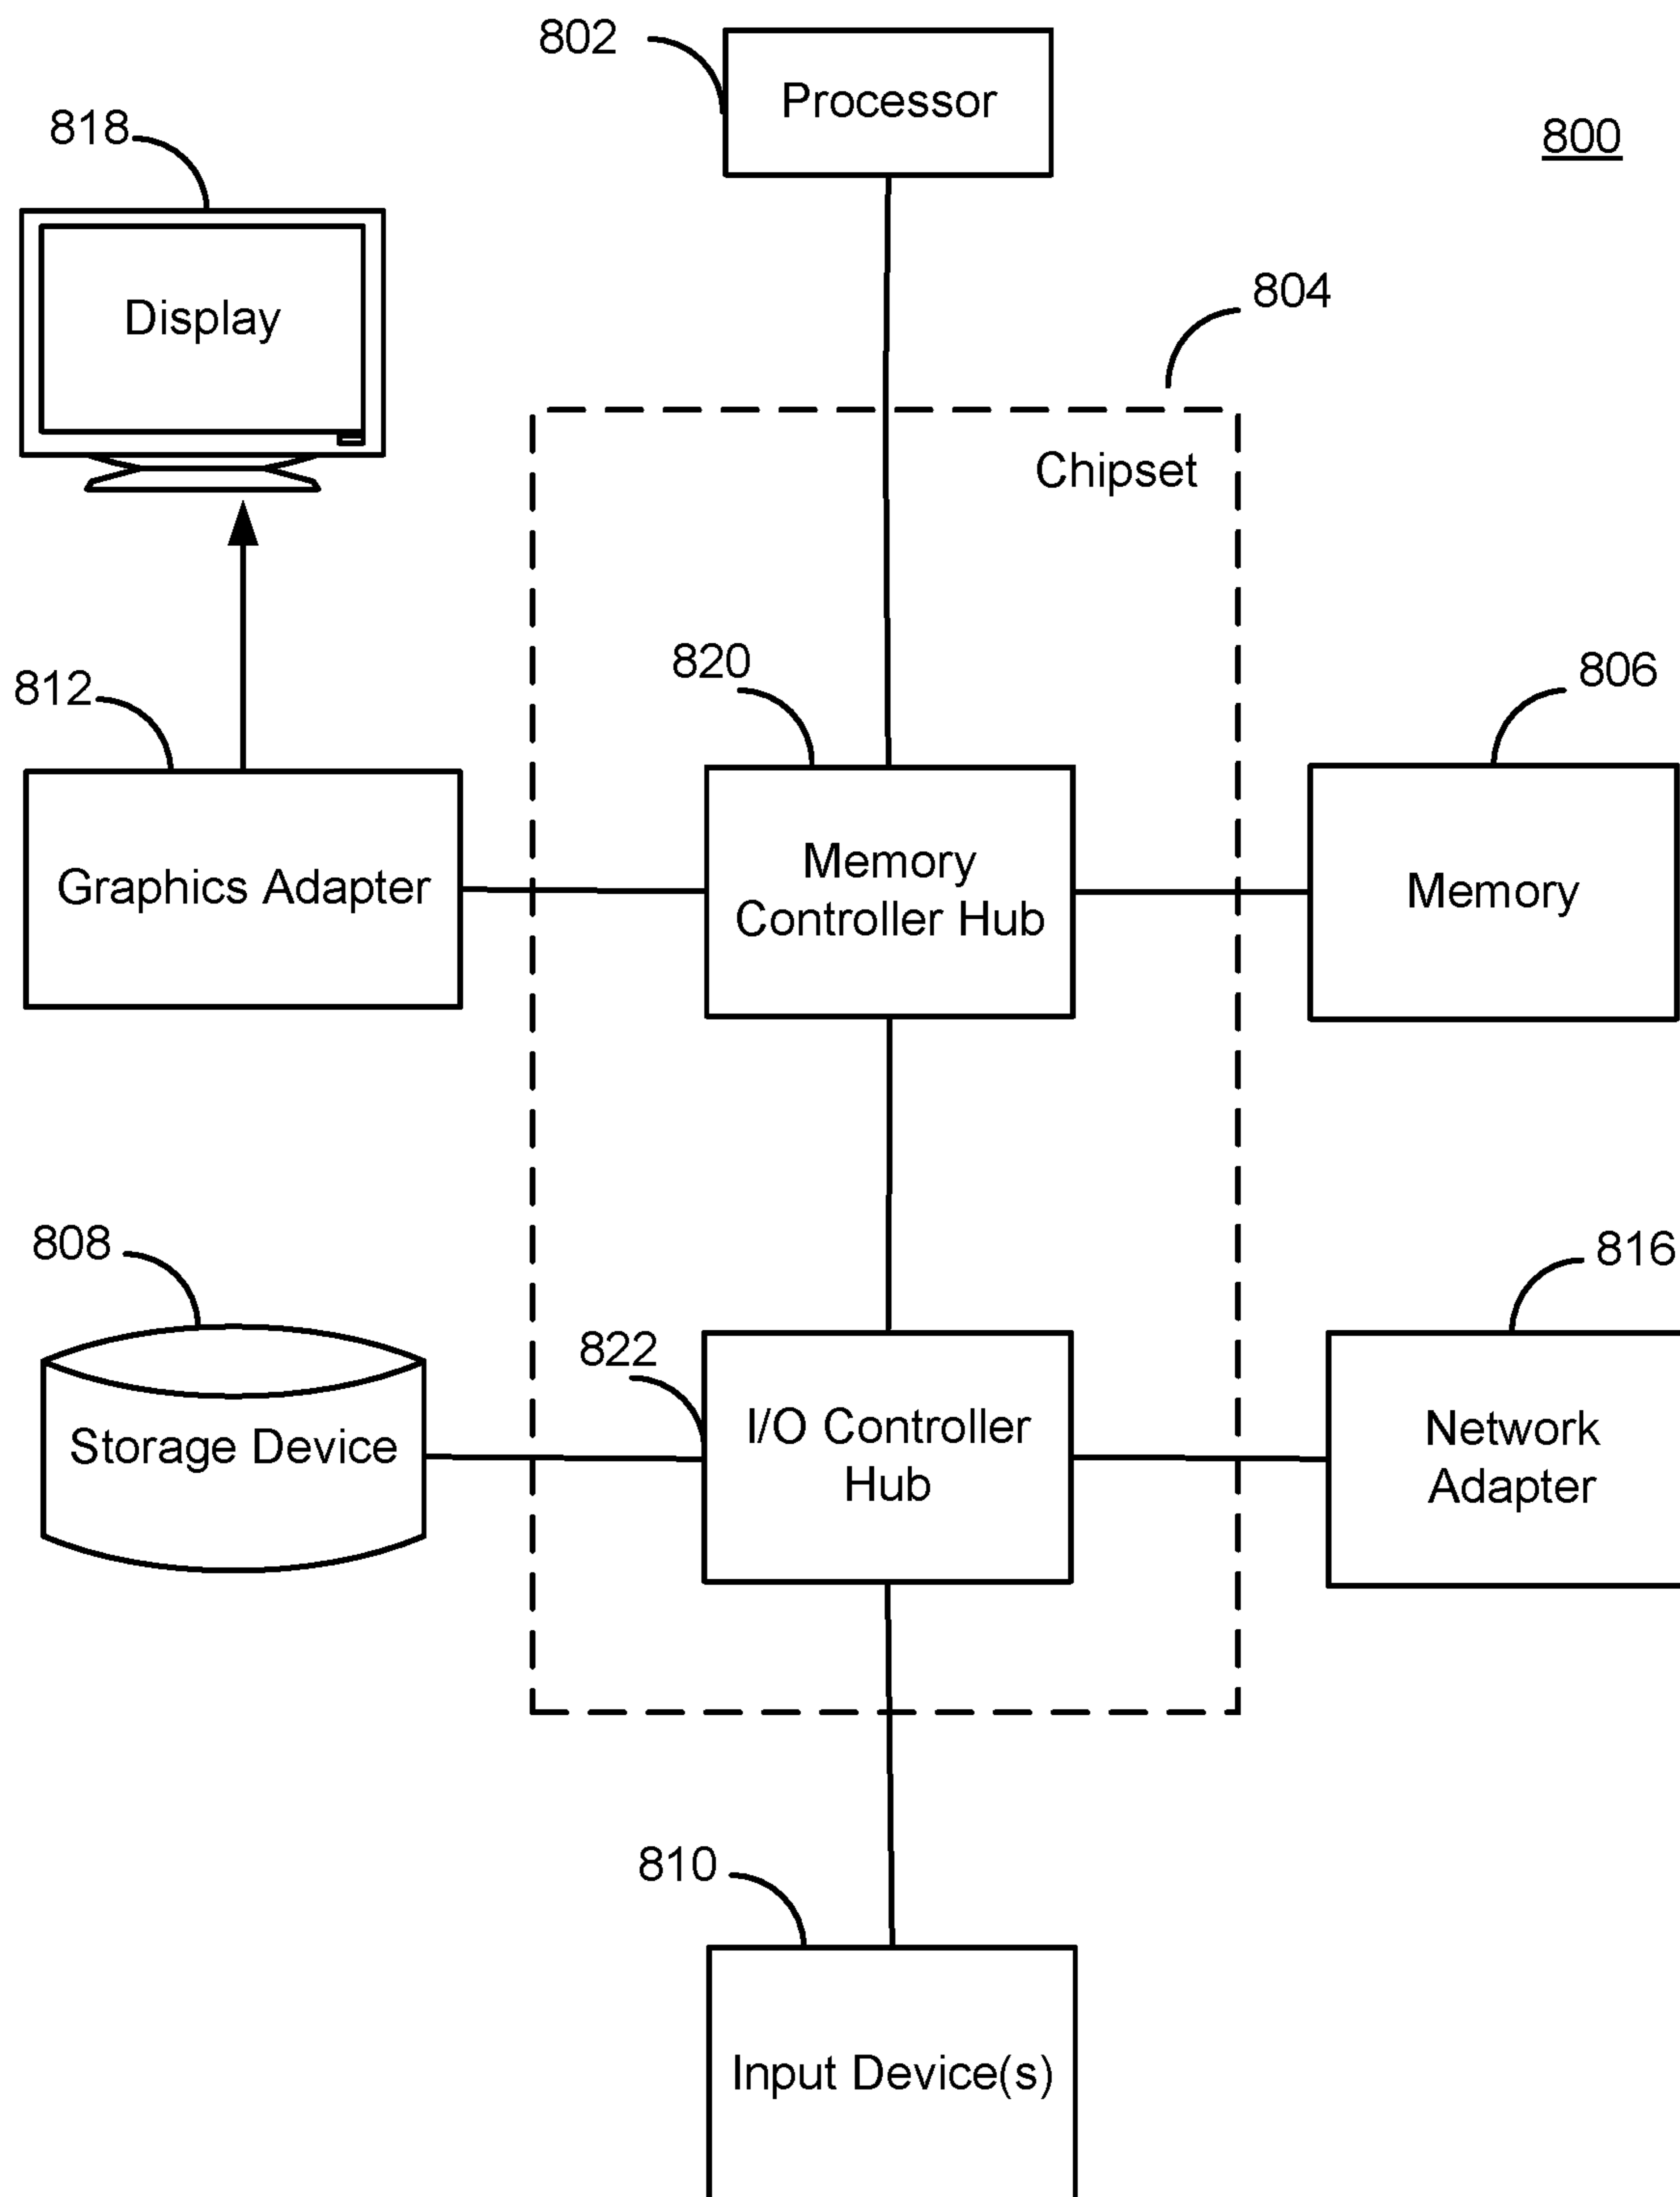 802
Processor
800
818
Display
804
Chipset
820
812
806
Memory
Controller Hub
Graphics Adapter
Memory
808
816
822
I/O Controller
Hub
Storage Device
Network
Adapter
810
Input Device(s)